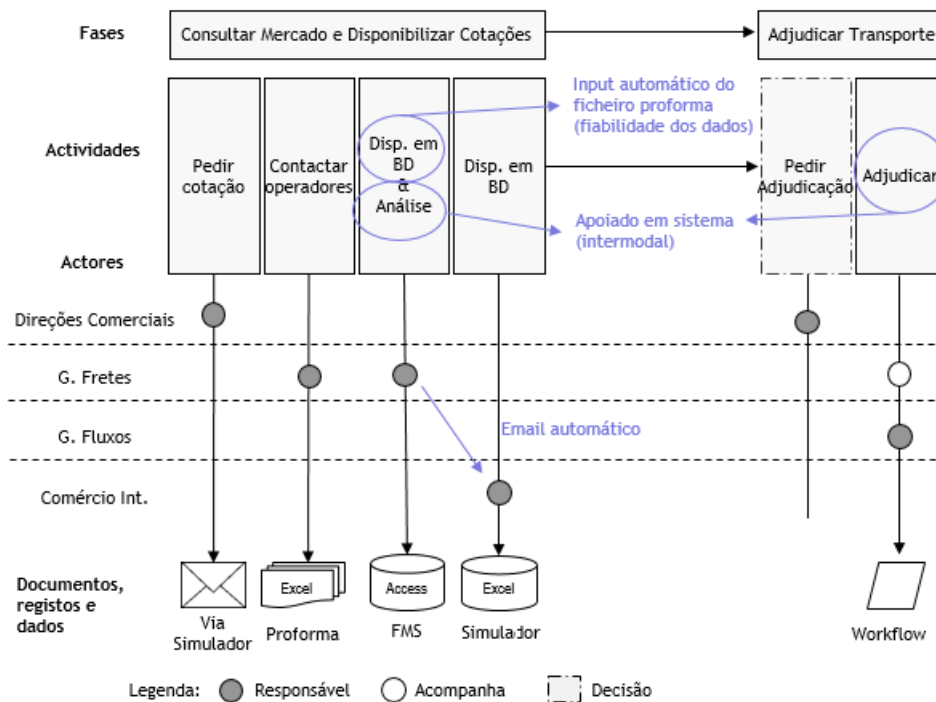 Fases
Consultar Mercado e Disponibilizar Cotações
Adjudicar Transporte
Actividades
Pedir
cotação
Contactar
operadores
Disp. em
BD
&
Análise
Disp. em
BD
Input automático do
ficheiro proforma
(fiabilidade dos dados)
Pedir
Adjudicação
Adjudicar
Apoiado em sistema
(intermodal)
Actores
Direções Comerciais
G. Fretes
G. Fluxos
Email automático
Comércio Int.
Documentos,
registos e
dados
Excel
Access
Excel
Via
Simulador
Proforma
FMS
Simulador
Workflow
Legenda:
Responsável
Acompanha
Decisão